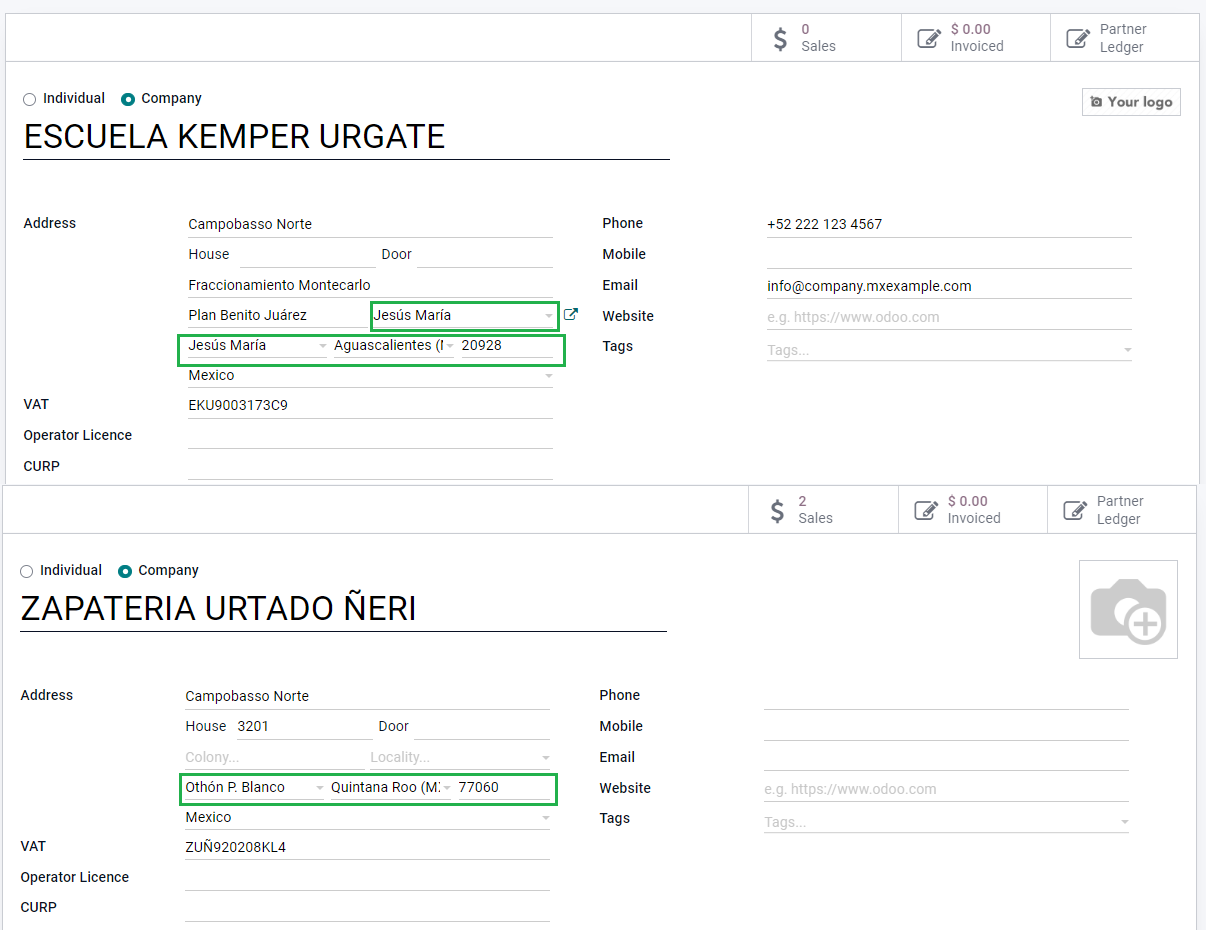 0
Sales
$ 0.00
Invoiced
Partner
Ledger
Individual Company
Your logo
ESCUELA KEMPER URGATE
Address Campobasso Norte Phone +52 222 123 4567
House Door Mobile
Fraccionamiento Montecarlo Email info@company.mxexample.com
Plan Benito Juárez Jesús María Website e.g. https://www.odoo.com
Jesús María Aguascalientes ( 20928 Tags Tags...
Mexico
VAT EKU9003173C9
Operator Licence
CURP
2
Sales
$ 0.00
Invoiced
Partner
Ledger
Individual Company
ZAPATERIA URTADO ÑERI
Address Campobasso Norte Phone
House 3201 Door Mobile
Colony... Locality... Email
Othón P. Blanco Quintana Roo (M 77060 Website e.g. https://www.odoo.com
Mexico Tags Tags...
VAT ZUÑ920208KL4
Operator Licence
CURP